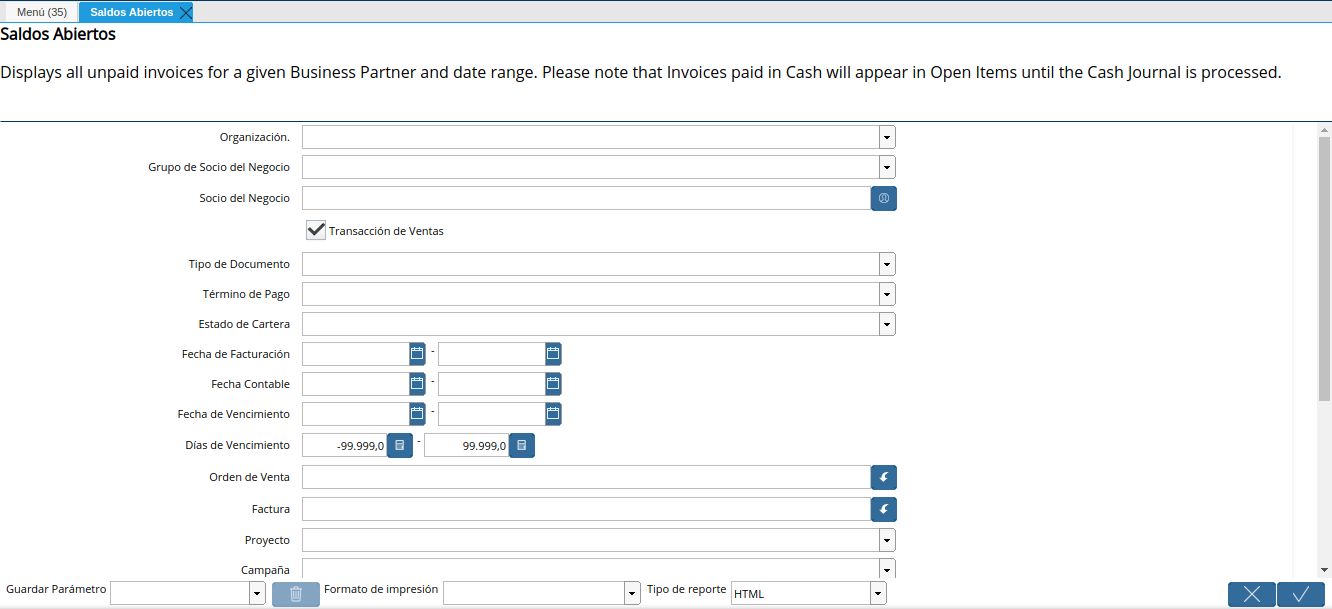 Menú (35)
Saldos Abiertos
Saldos Abiertos
Displays all unpaid invoices for a given Business Partner and date range. Please note that Invoices paid in Cash will appear in Open Items until the Cash Journal is processed.
Organización.
Grupo de Socio del Negocio
Socio del Negocio
Transacción de Ventas
Tipo de Documento
Término de Pago
Estado de Cartera
Fecha de Facturación -
Fecha Contable -
Fecha de Vencimiento -
Días de Vencimiento -99.999,0 - 99.999,0
Orden de Venta
Factura
Proyecto
Campaña
Guardar Parámetro Formato de impresión Tipo de reporte HTML